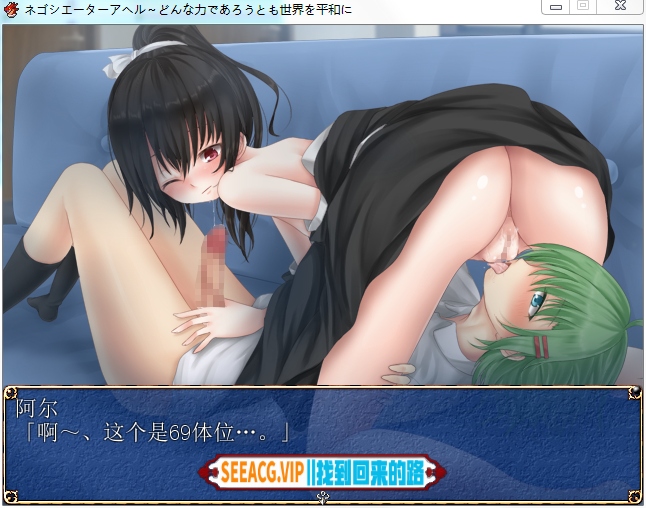 ネゴシエーターアヘル～どんな力であろうとも世界を平和に
阿尔
「啊～、这个是69体位…。」
SEEACG.VIP||找到回来的路